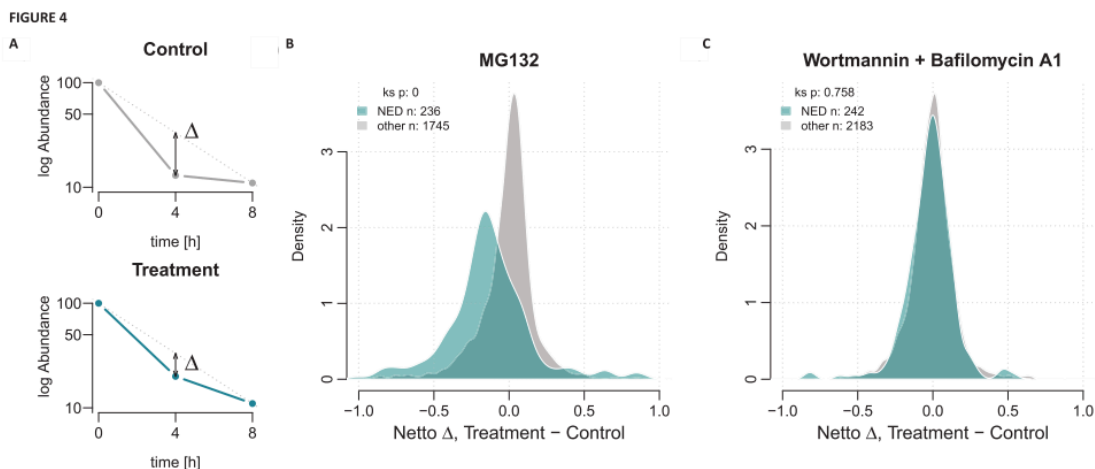 FIGURE 4
A
Control
100
50
10
log Abundance
Δ
0
4
8
time [h]
Treatment
100
50
10
log Abundance
Δ
0
4
8
time [h]
B
MG132
ks p: 0
NED n: 236
other n: 1745
Density
3
2
1
0
−1.0
−0.5
0.0
0.5
1.0
Netto Δ, Treatment − Control
C
Wortmannin + Bafilomycin A1
ks p: 0.758
NED n: 242
other n: 2183
Density
3
2
1
0
−1.0
−0.5
0.0
0.5
1.0
Netto Δ, Treatment − Control